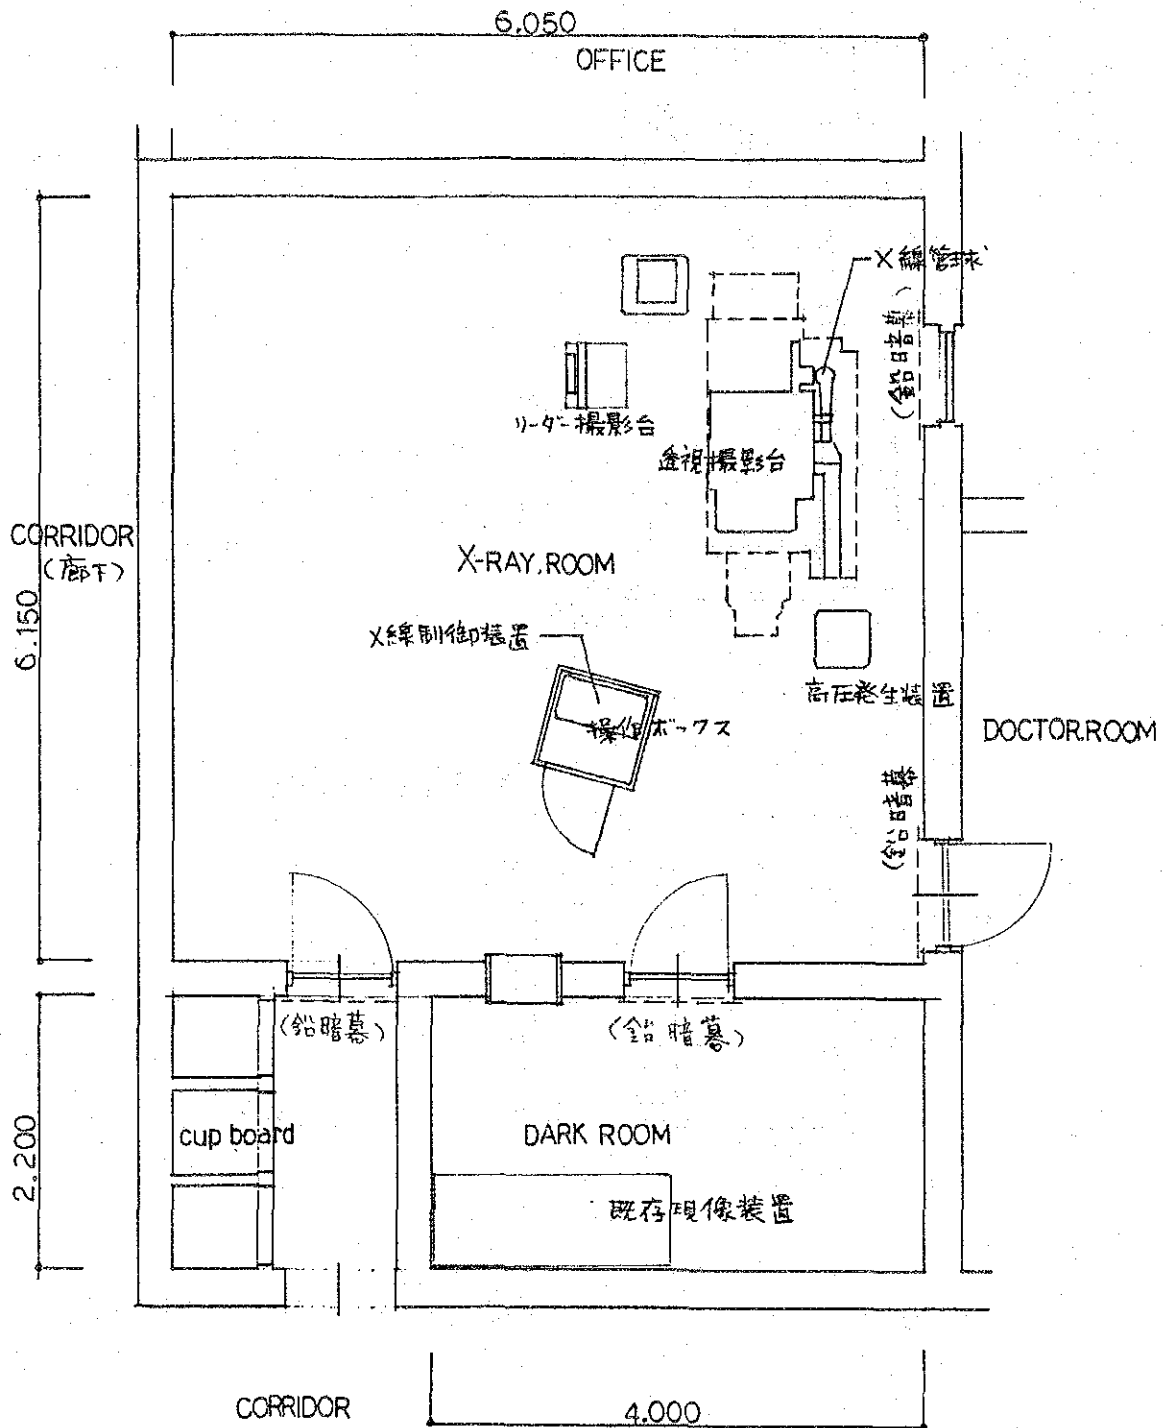 6.050
OFFICE
X線管球
(鉛暗幕)
リーダー撮影台
透視撮影台
CORRIDOR
(廊下)
X-RAY.ROOM
6.150
X線制御装置
操作ボックス
高圧発生装置
DOCTOR.ROOM
(鉛暗幕)
(鉛暗幕)
(鉛暗幕)
cup board
DARK ROOM
2.200
既存現像装置
CORRIDOR
4.000